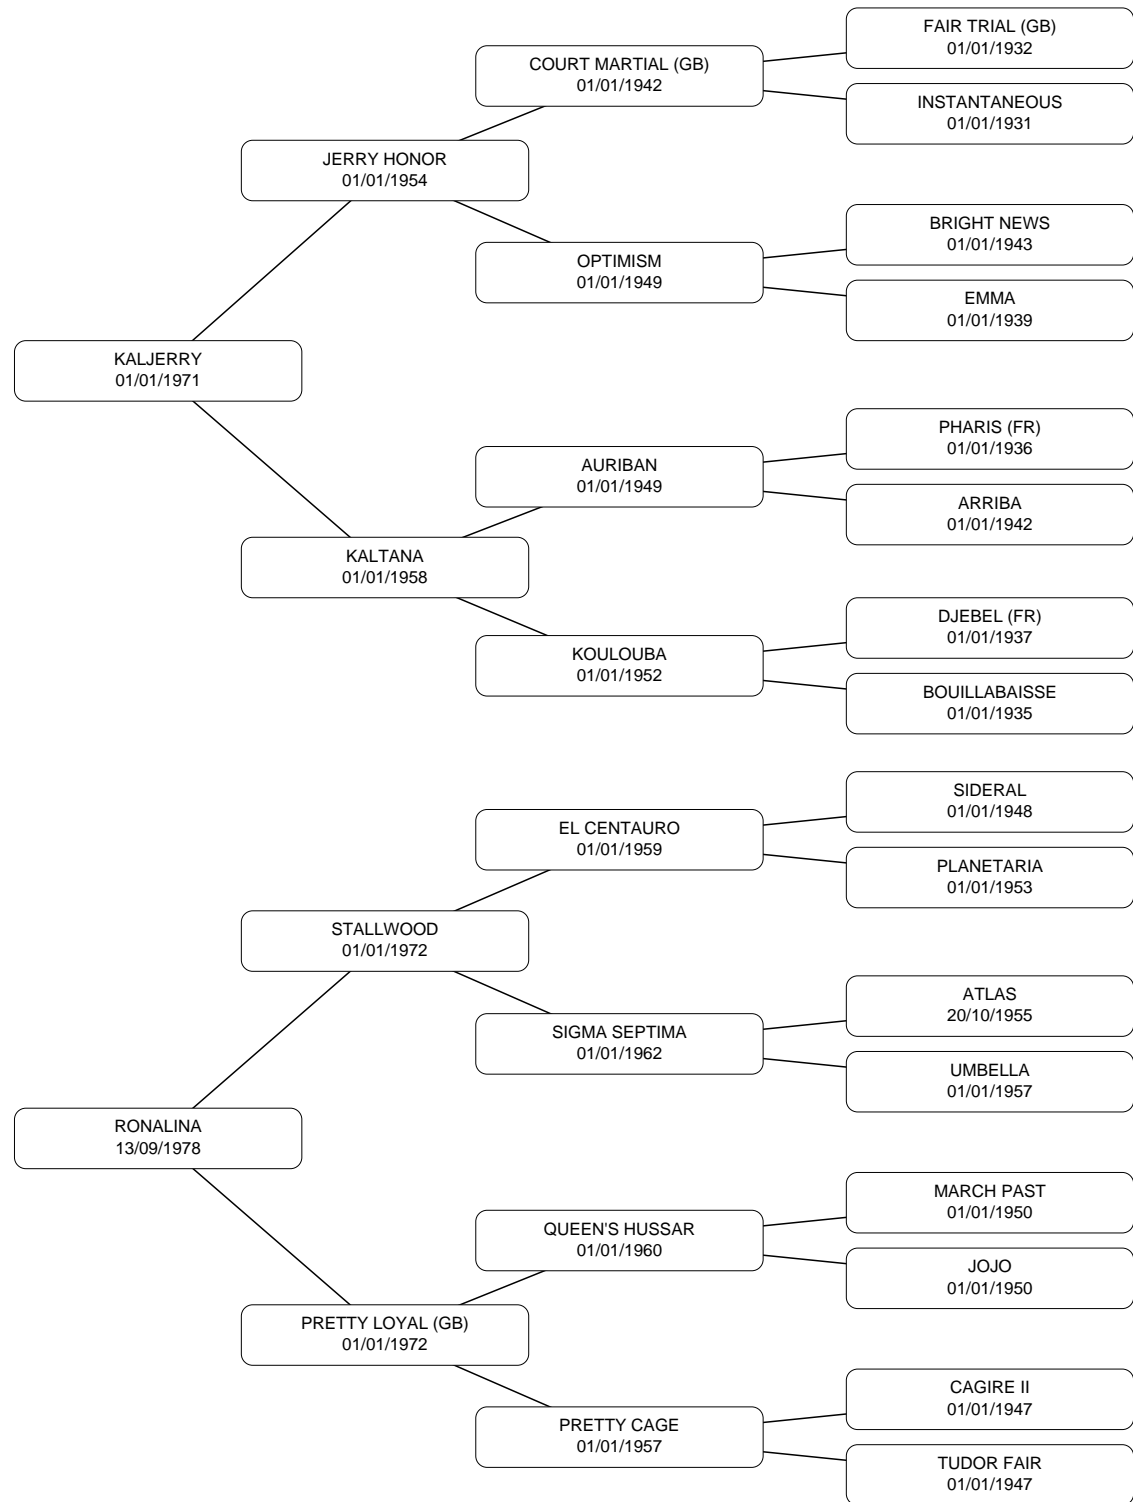 FAIR TRIAL (GB)
01/01/1932
COURT MARTIAL (GB)
01/01/1942
INSTANTANEOUS
01/01/1931
JERRY HONOR
01/01/1954
BRIGHT NEWS
01/01/1943
OPTIMISM
01/01/1949
EMMA
01/01/1939
KALJERRY
01/01/1971
PHARIS (FR)
01/01/1936
AURIBAN
01/01/1949
ARRIBA
01/01/1942
KALTANA
01/01/1958
DJEBEL (FR)
01/01/1937
KOULOUBA
01/01/1952
BOUILLABAISSE
01/01/1935
SIDERAL
01/01/1948
EL CENTAURO
01/01/1959
PLANETARIA
01/01/1953
STALLWOOD
01/01/1972
ATLAS
20/10/1955
SIGMA SEPTIMA
01/01/1962
UMBELLA
01/01/1957
RONALINA
13/09/1978
MARCH PAST
01/01/1950
QUEEN'S HUSSAR
01/01/1960
JOJO
01/01/1950
PRETTY LOYAL (GB)
01/01/1972
CAGIRE II
01/01/1947
PRETTY CAGE
01/01/1957
TUDOR FAIR
01/01/1947